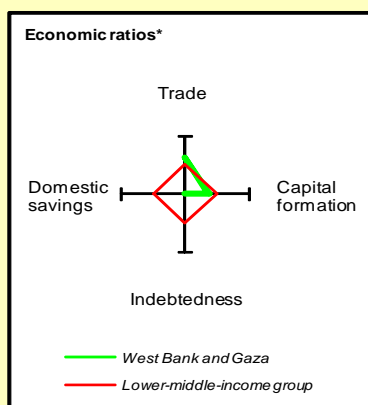 Economic ratios*
Trade
Domestic
savings
Capital
formation
Indebtedness
West Bank and Gaza
Lower-middle-income group